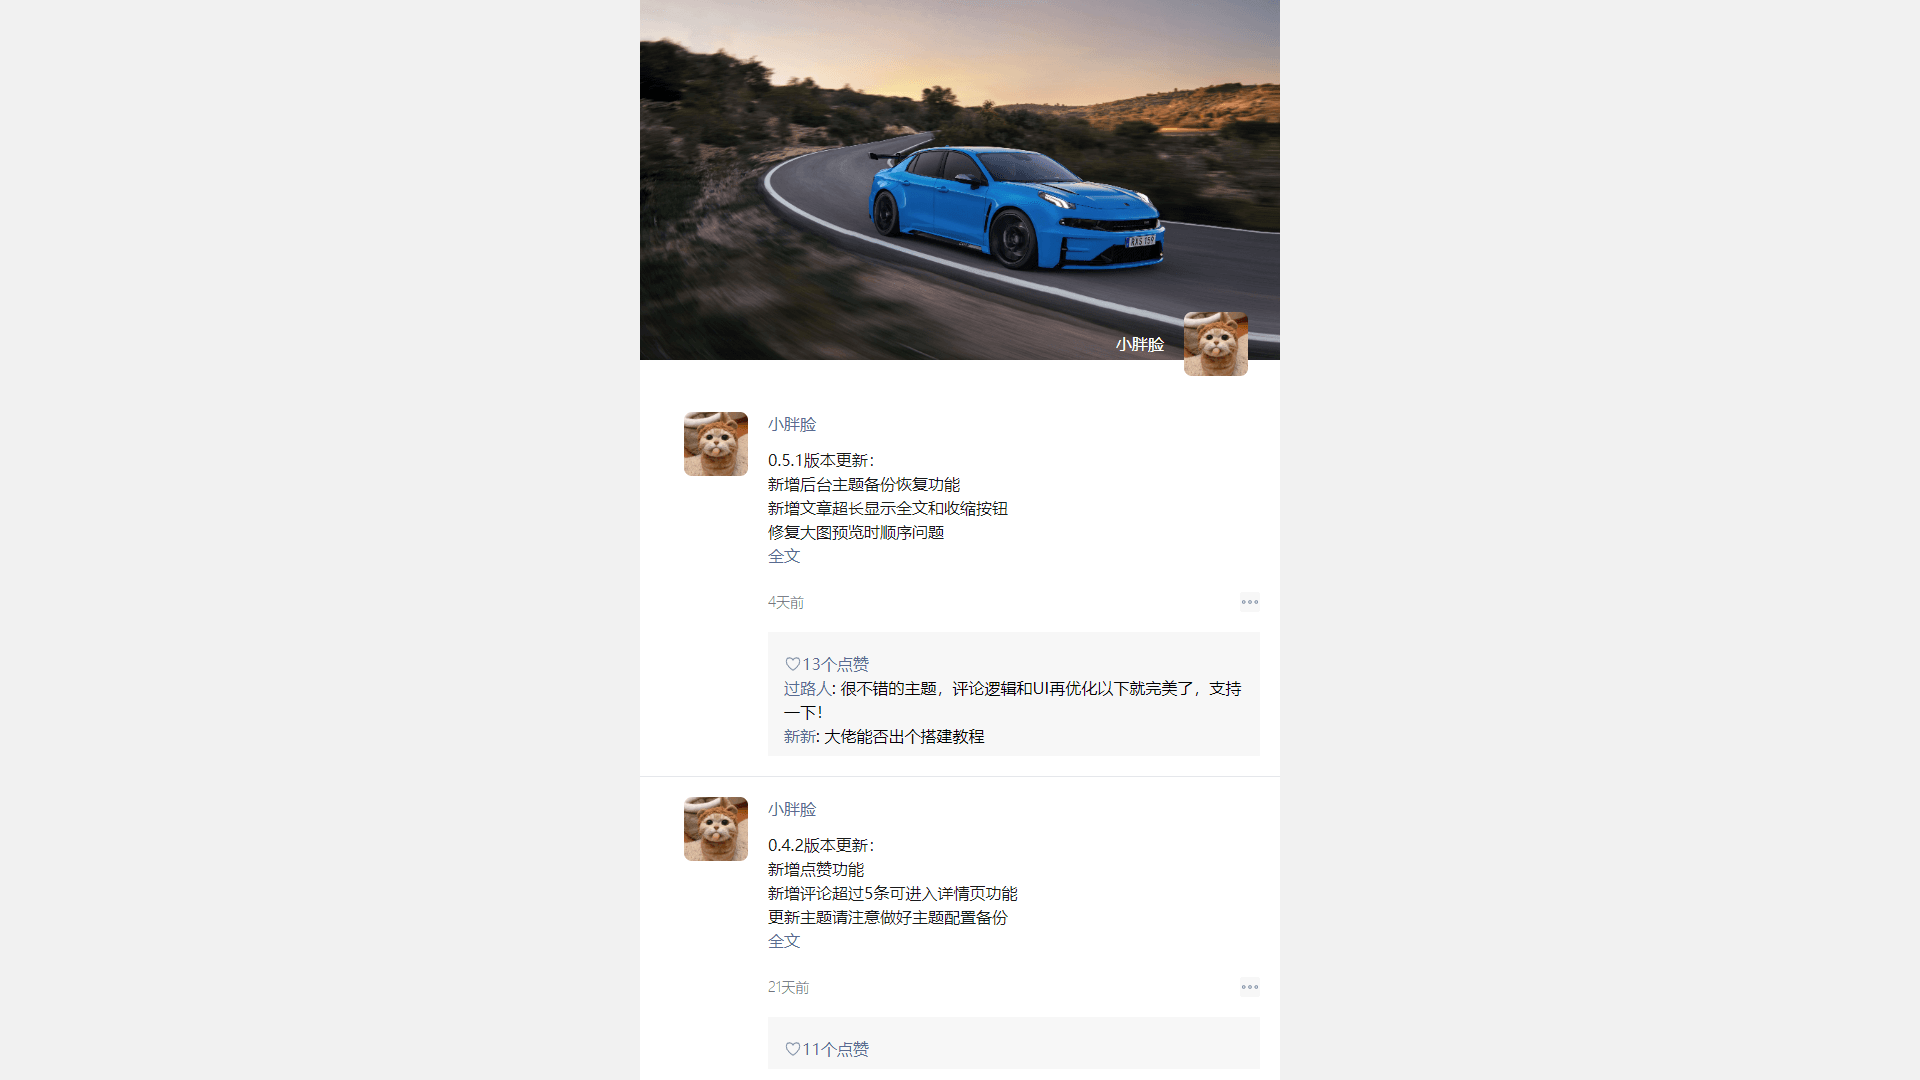 小胖脸
小胖脸
0.5.1版本更新：
新增后台主题备份恢复功能
新增文章超长显示全文和收缩按钮
修复大图预览时顺序问题
全文
4天前
13个点赞
过路人: 很不错的主题，评论逻辑和UI再优化以下就完美了，支持
一下！
新新: 大佬能否出个搭建教程
小胖脸
0.4.2版本更新：
新增点赞功能
新增评论超过5条可进入详情页功能
更新主题请注意做好主题配置备份
全文
21天前
11个点赞